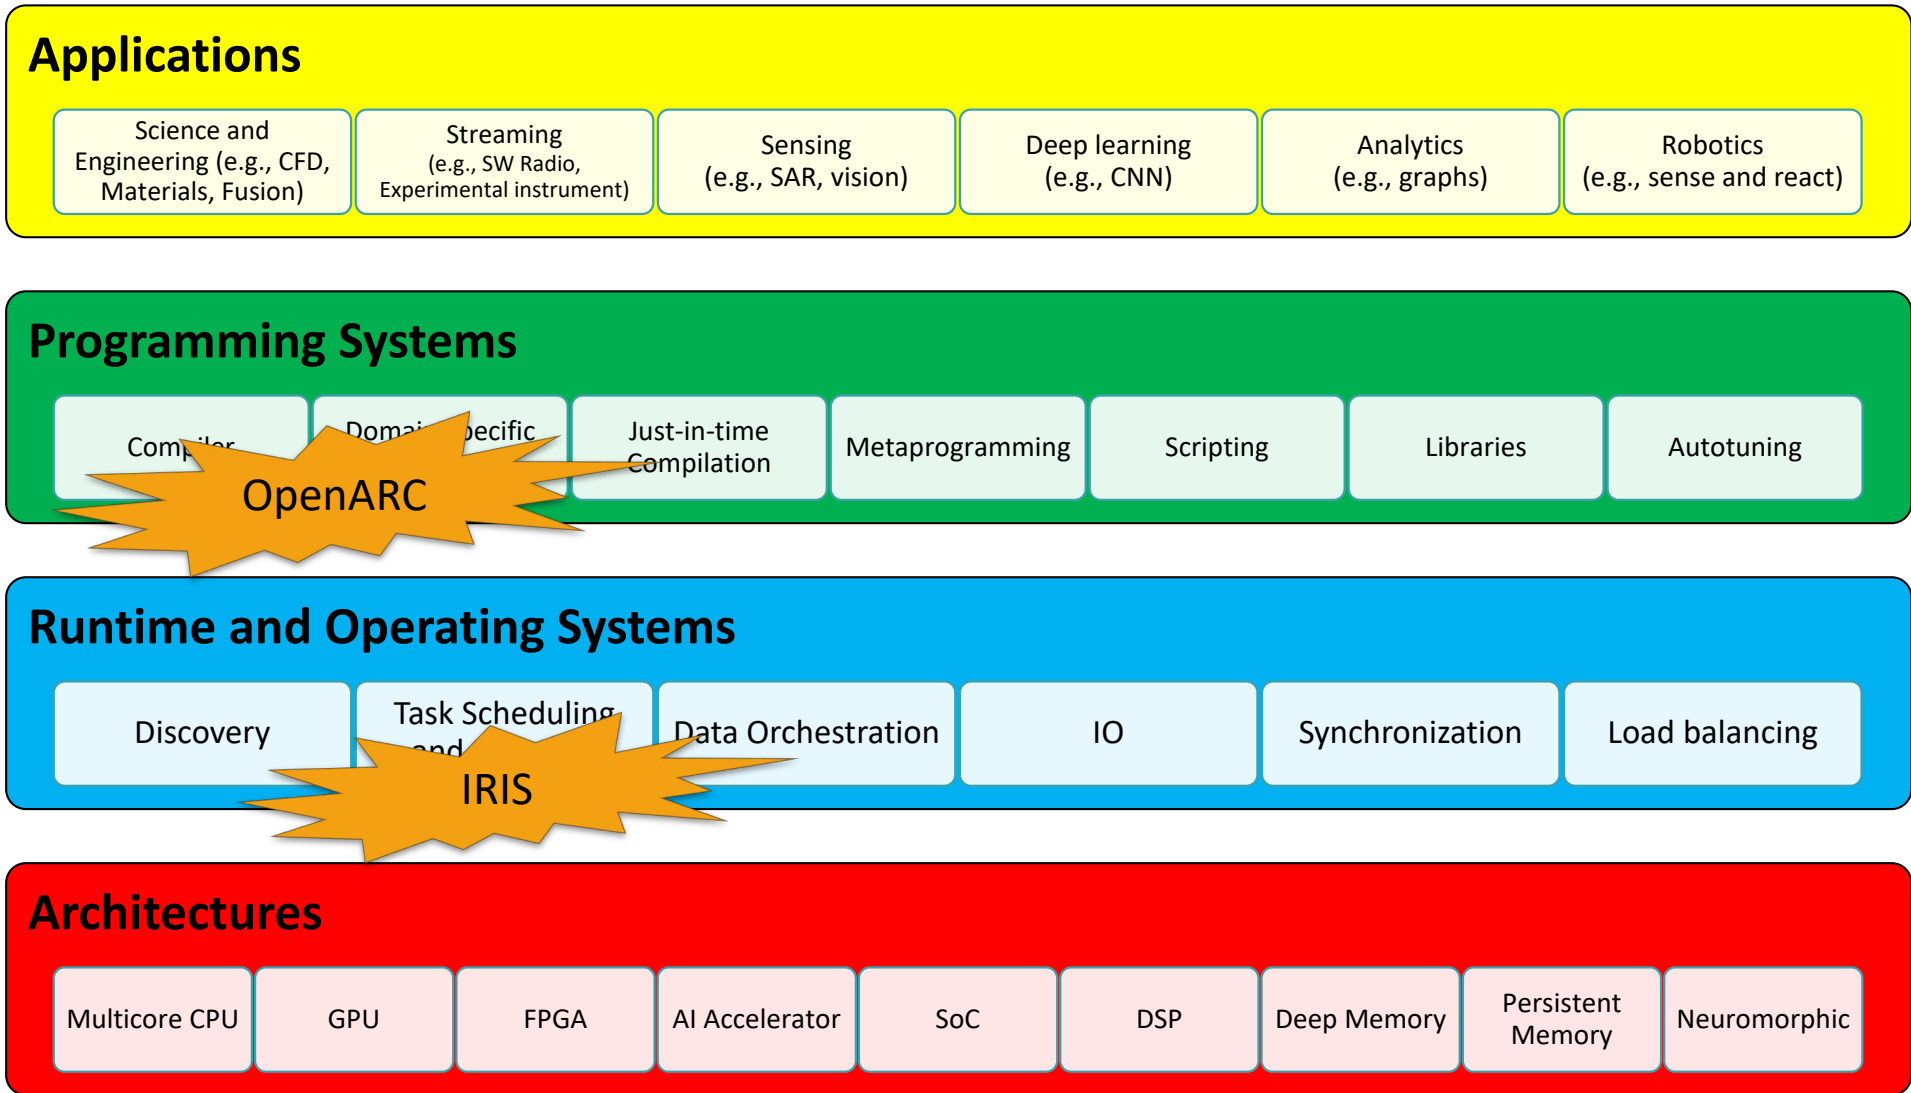 Applications
Science and
Engineering (e.g., CFD,
Materials, Fusion)
Streaming
(e.g., SW Radio,
Experimental instrument)
Sensing
(e.g., SAR, vision)
Deep learning
(e.g., CNN)
Analytics
(e.g., graphs)
Robotics
(e.g., sense and react)
Programming Systems
Compiler
OpenARC
Just-in-time
Compilation
Metaprogramming
Scripting
Libraries
Autotuning
Runtime and Operating Systems
Discovery
Task Scheduling
and
IRIS
Data Orchestration
IO
Synchronization
Load balancing
Architectures
Multicore CPU
GPU
FPGA
AI Accelerator
SoC
DSP
Deep Memory
Persistent
Memory
Neuromorphic